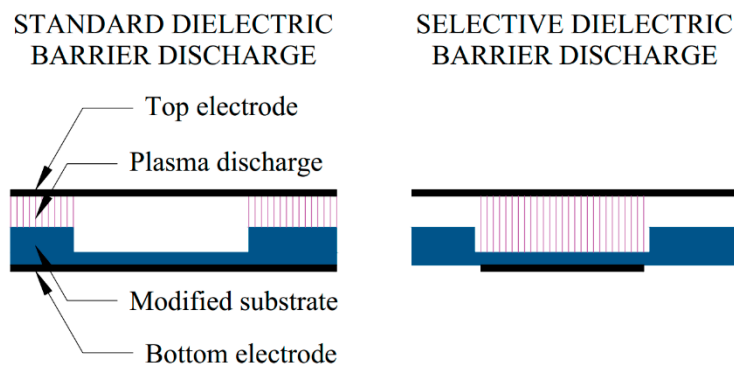 STANDARD DIELECTRIC
BARRIER DISCHARGE
SELECTIVE DIELECTRIC
BARRIER DISCHARGE
Top electrode
Plasma discharge
Modified substrate
Bottom electrode